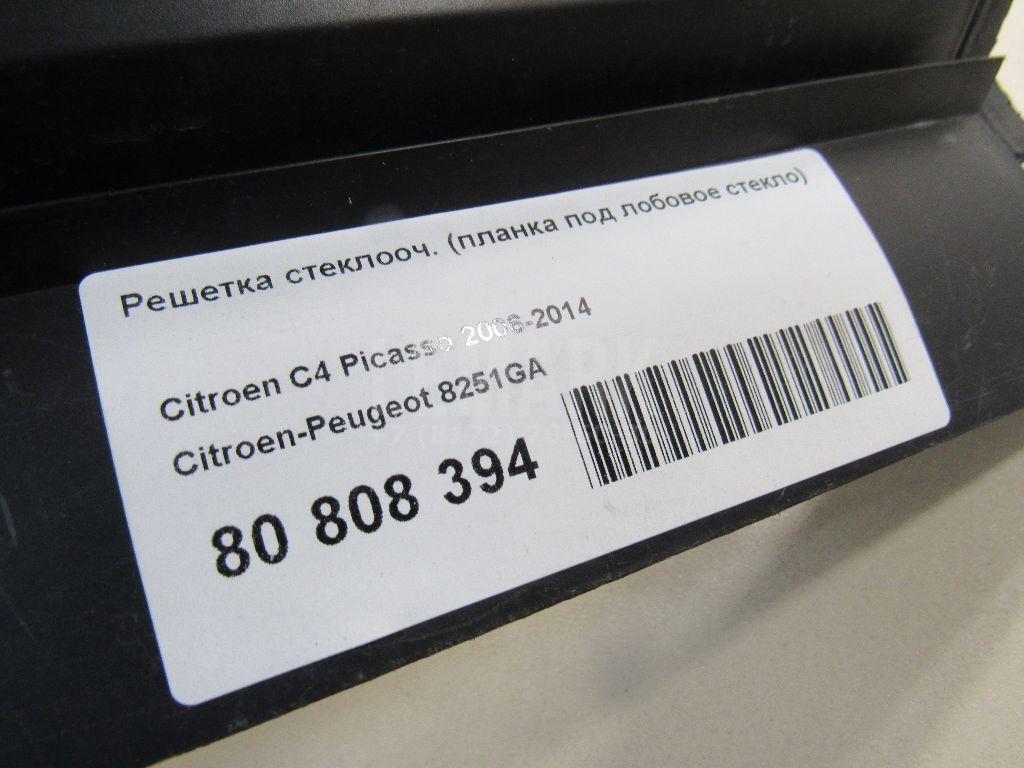 Решетка стеклооч. (планка под лобовое стекло)
Citroen C4 Picasso 2006-2014
Citroen-Peugeot 8251GA
80 808 394